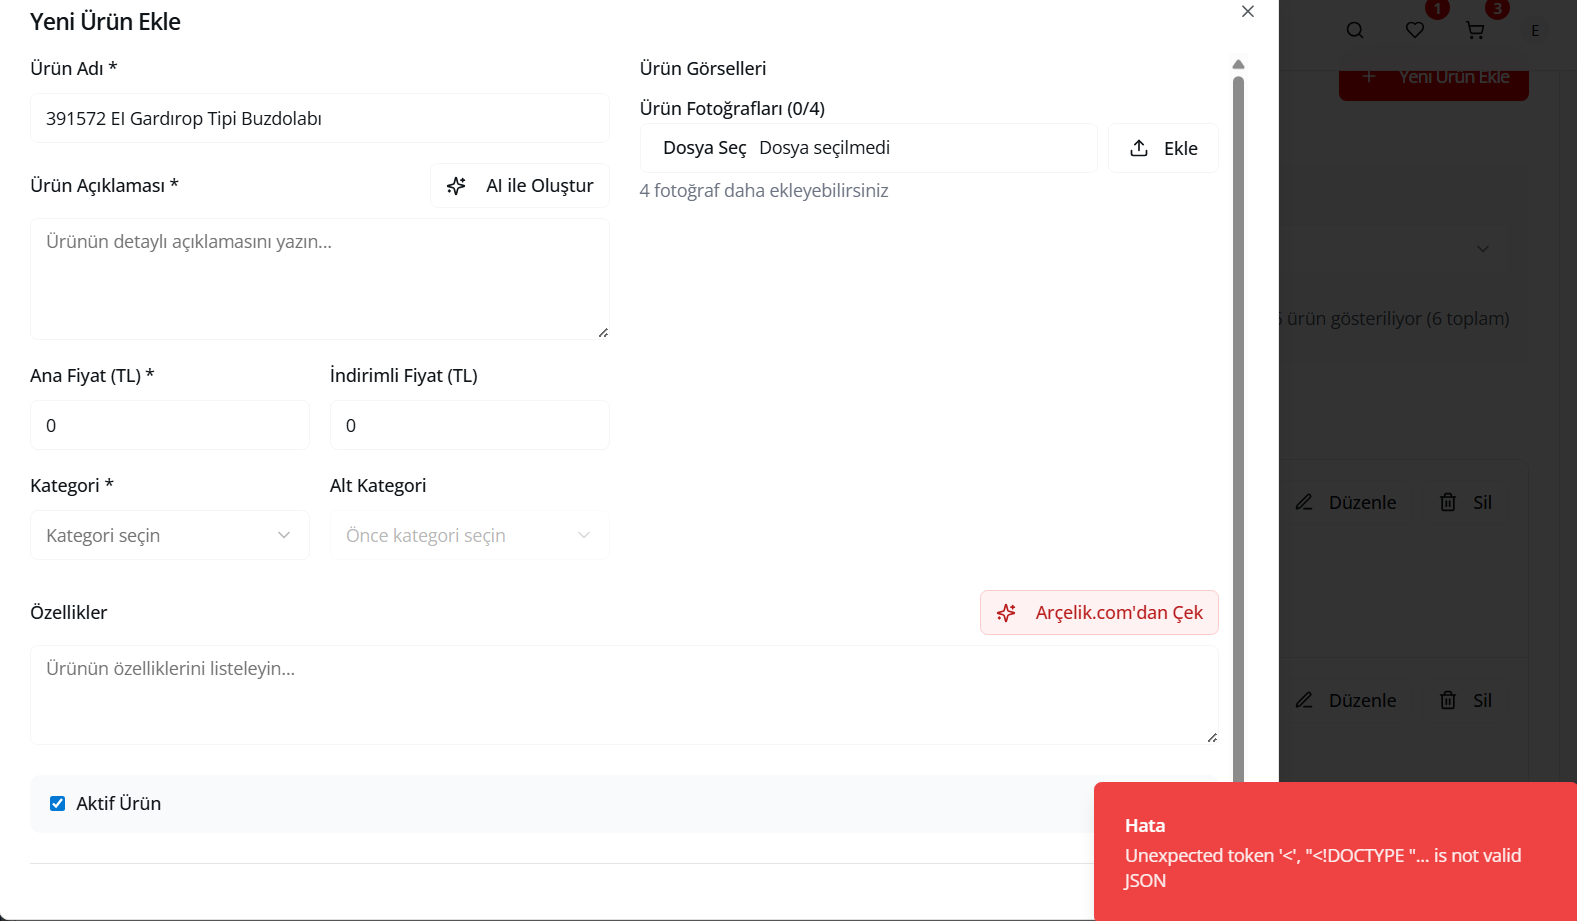 Yeni Ürün Ekle
Ürün Adı *
391572 EI Gardırop Tipi Buzdolabı
Ürün Açıklaması *
AI ile Oluştur
Ürünün detaylı açıklamasını yazın...
Ana Fiyat (TL) *
İndirimli Fiyat (TL)
0
0
Kategori *
Alt Kategori
Kategori seçin
Önce kategori seçin
Ürün Görselleri
Ürün Fotoğrafları (0/4)
Dosya Seç Dosya seçilmedi
Ekle
4 fotoğraf daha ekleyebilirsiniz
Özellikler
Arçelik.com'dan Çek
Ürünün özelliklerini listeleyin...
Aktif Ürün
1
3
E
Yeni Ürün Ekle
ürün gösteriliyor (6 toplam)
Düzenle
Sil
Düzenle
Sil
Hata
Unexpected token '<', "<!DOCTYPE "... is not valid
JSON